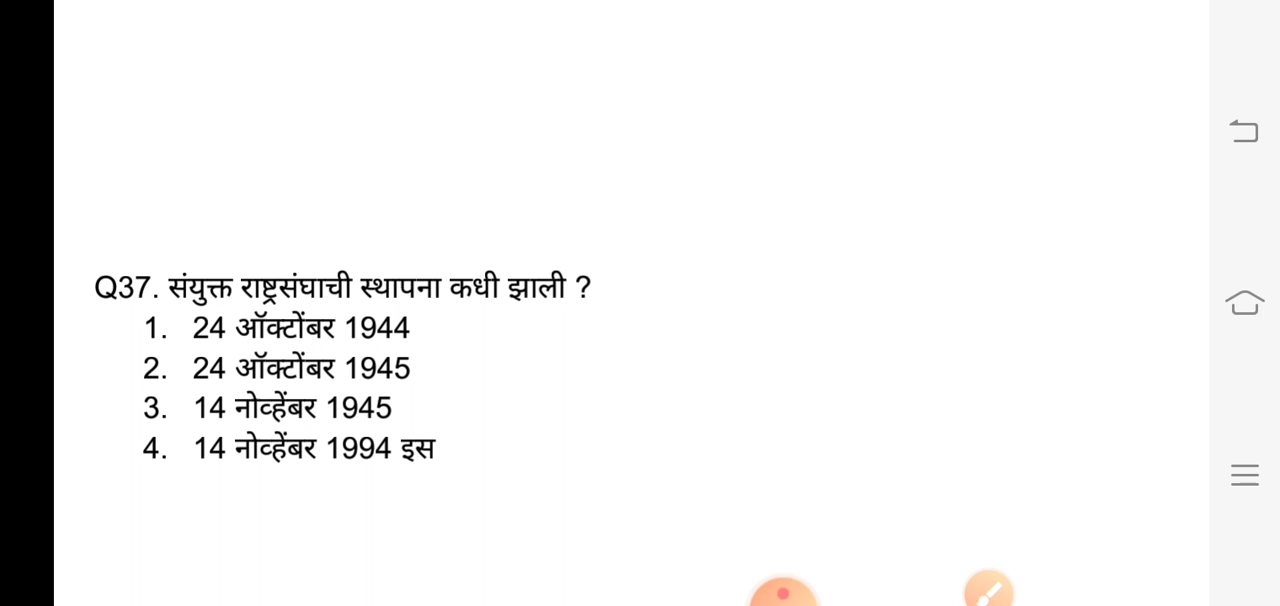 Q37. संयुक्त राष्ट्रसंघाची स्थापना कधी झाली ?
1. 24 ऑक्टोंबर 1944
2. 24 ऑक्टोंबर 1945
3. 14 नोव्हेंबर 1945
4. 14 नोव्हेंबर 1994 इस